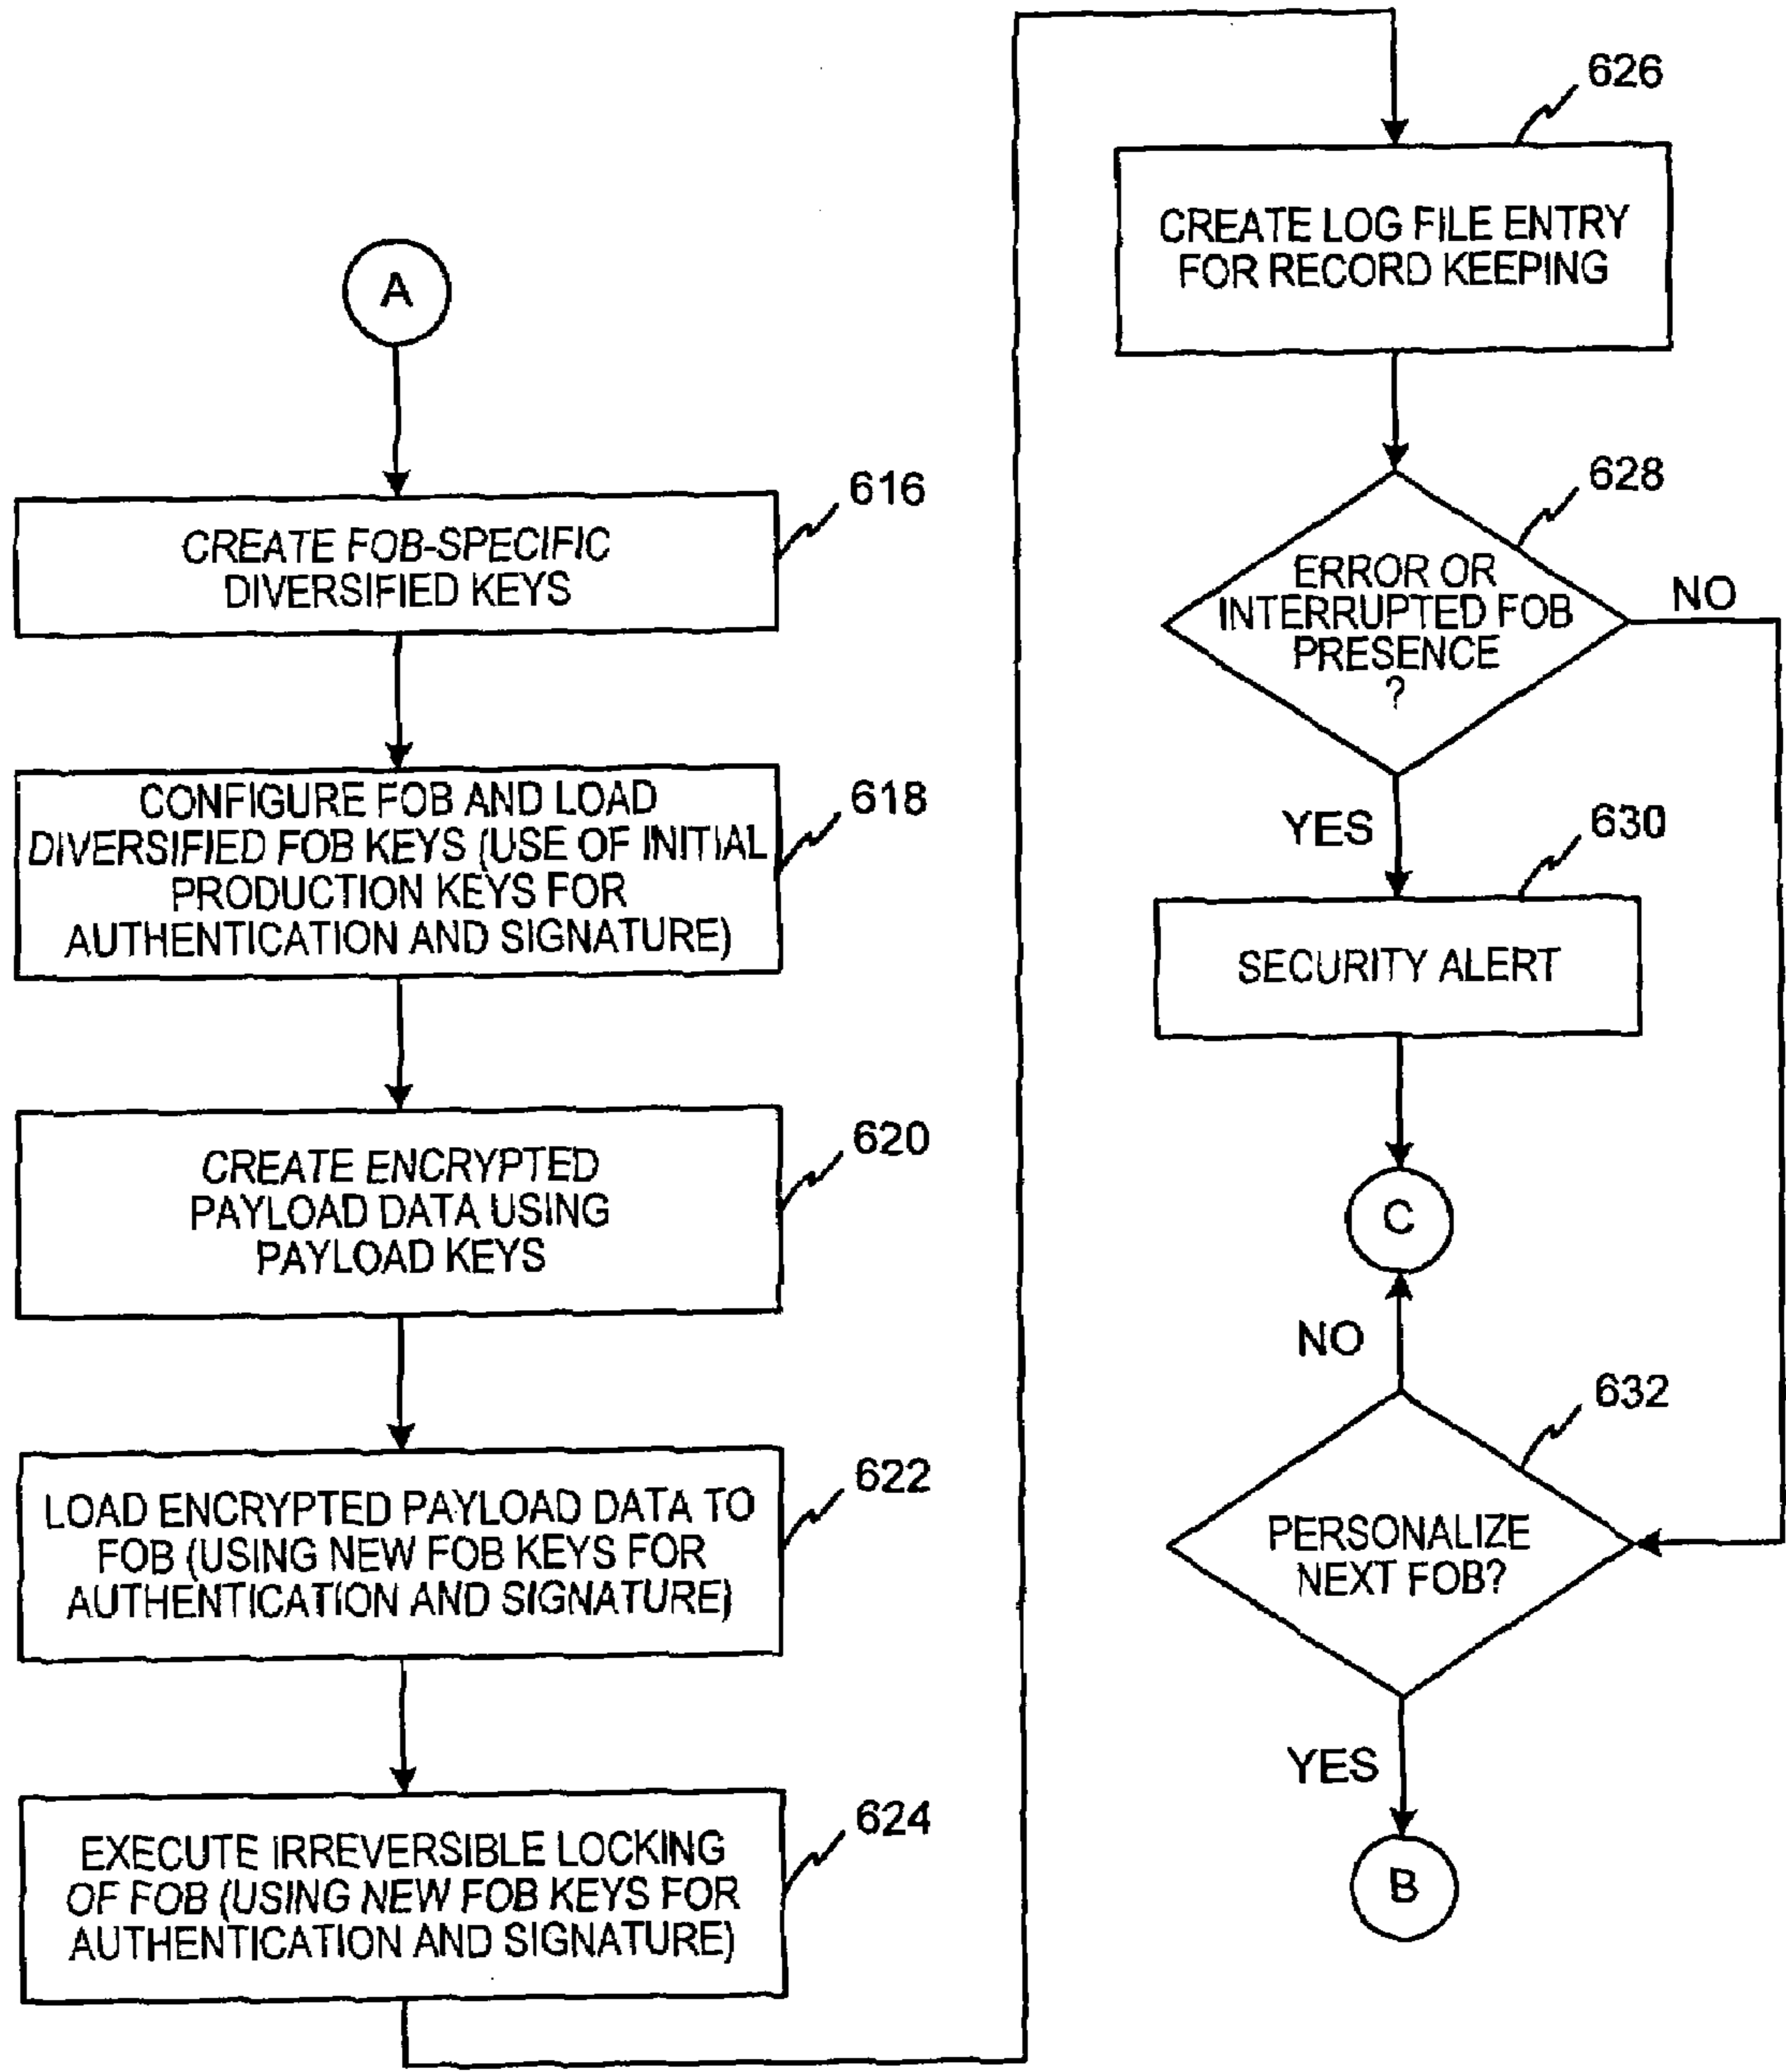 A
616
CREATE FOB-SPECIFIC
DIVERSIFIED KEYS
618
CONFIGURE FOB AND LOAD
DIVERSIFIED FOB KEYS (USE OF INITIAL
PRODUCTION KEYS FOR
AUTHENTICATION AND SIGNATURE)
620
CREATE ENCRYPTED
PAYLOAD DATA USING
PAYLOAD KEYS
622
LOAD ENCRYPTED PAYLOAD DATA TO
FOB (USING NEW FOB KEYS FOR
AUTHENTICATION AND SIGNATURE)
624
EXECUTE IRREVERSIBLE LOCKING
OF FOB (USING NEW FOB KEYS FOR
AUTHENTICATION AND SIGNATURE)
626
CREATE LOG FILE ENTRY
FOR RECORD KEEPING
628
ERROR OR
INTERRUPTED FOB
PRESENCE
?
NO
YES
630
SECURITY ALERT
C
NO
632
PERSONALIZE
NEXT FOB?
YES
B